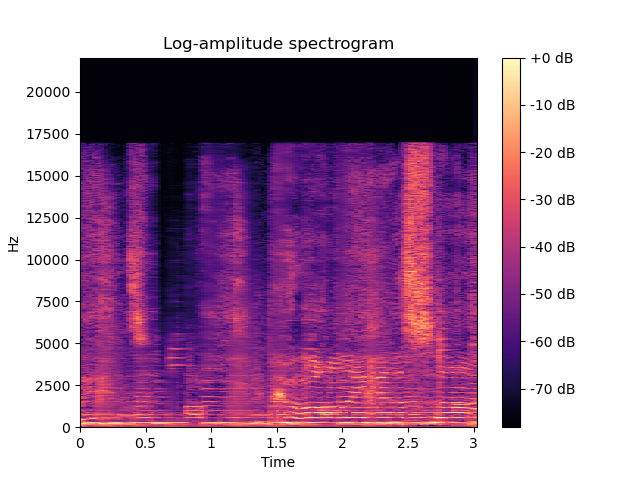 Log-amplitude spectrogram
Hz
20000
17500
15000
12500
10000
7500
5000
2500
0
0 0.5 1 1.5 2 2.5 3
Time
+0 dB
-10 dB
-20 dB
-30 dB
-40 dB
-50 dB
-60 dB
-70 dB